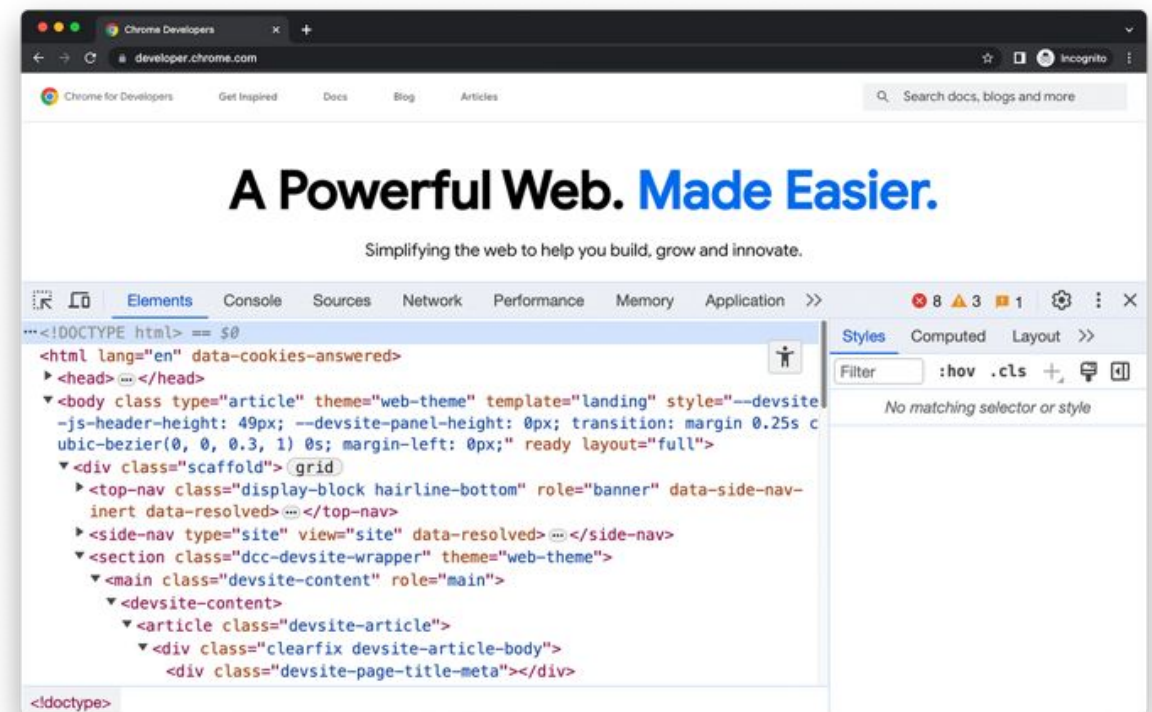 Chrome Developers
developer.chrome.com
Incognito
Chrome for Developers Get Inspired Docs Blog Articles Search docs, blogs and more
A Powerful Web. Made Easier.
Simplifying the web to help you build, grow and innovate.
Elements Console Sources Network Performance Memory Application >> 8 3 1
<!DOCTYPE html> == $0
<html lang="en" data-cookies-answered>
<head> … </head>
<body class type="article" theme="web-theme" template="landing" style="--devsite
-js-header-height: 49px; --devsite-panel-height: 0px; transition: margin 0.25s c
ubic-bezier(0, 0, 0.3, 1) 0s; margin-left: 0px;" ready layout="full">
<div class="scaffold"> grid
<top-nav class="display-block hairline-bottom" role="banner" data-side-nav-
inert data-resolved> … </top-nav>
<side-nav type="site" view="site" data-resolved> … </side-nav>
<section class="dcc-devsite-wrapper" theme="web-theme">
<main class="devsite-content" role="main">
<devsite-content>
<article class="devsite-article">
<div class="clearfix devsite-article-body">
<div class="devsite-page-title-meta"></div>
<!doctype>
Styles Computed Layout >>
Filter :hov .cls
No matching selector or style